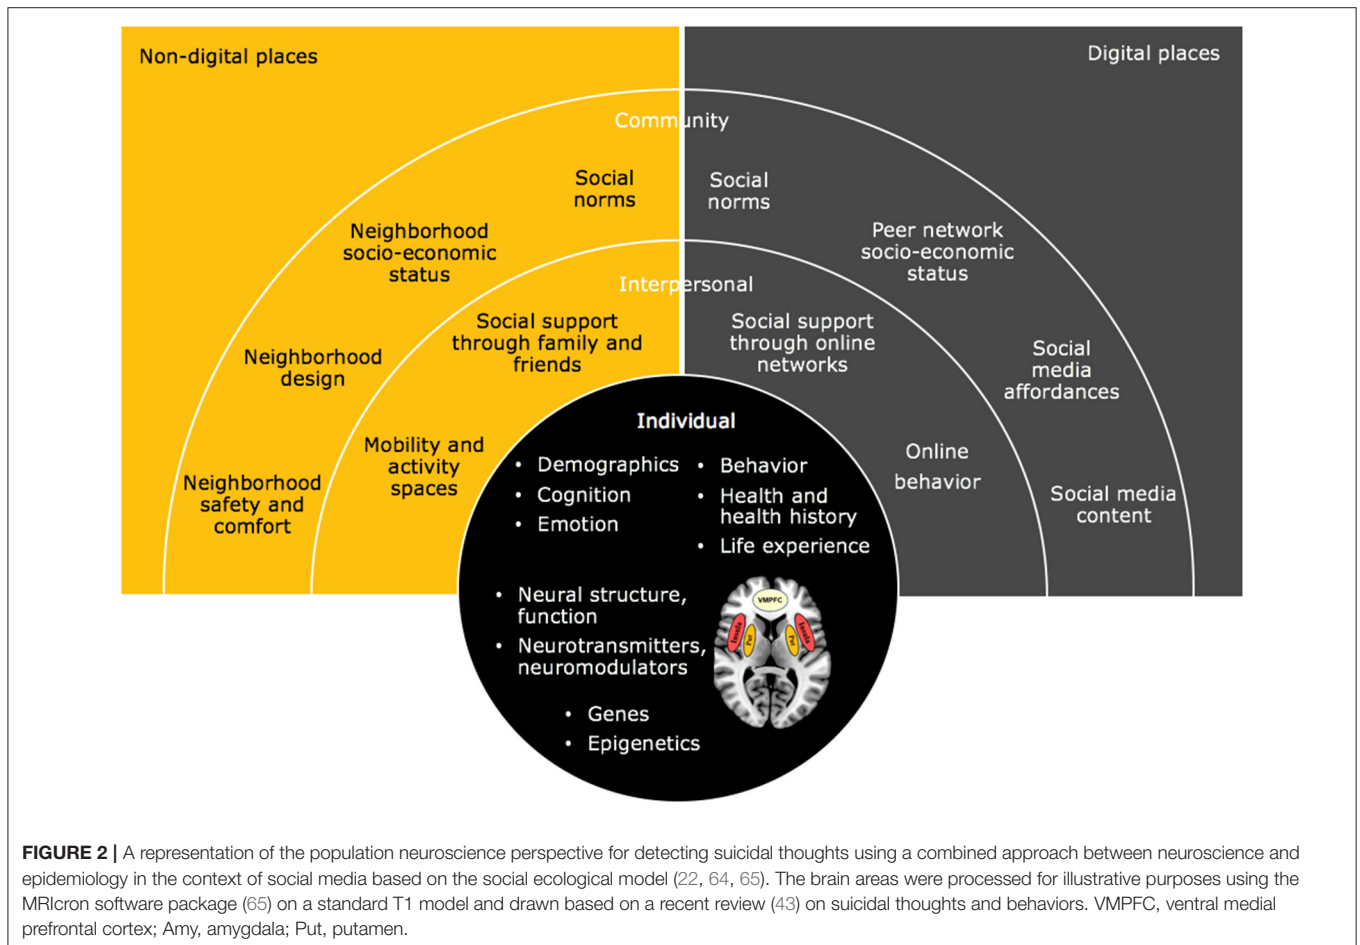 Non-digital places
Digital places
Community
Social
norms
Social
norms
Neighborhood
socio-economic
status
Peer network
socio-economic
status
Interpersonal
Social support
through family and
friends
Social support
through online
networks
Neighborhood
design
Social
media
affordances
Mobility and
activity
spaces
Online
behavior
Neighborhood
safety and
comfort
Social media
content
Individual
• Demographics
• Cognition
• Emotion
• Behavior
• Health and
health history
• Life experience
• Neural structure,
function
• Neurotransmitters,
neuromodulators
• Genes
• Epigenetics
VMPFC
Insula
Put
Put
Insula
FIGURE 2 | A representation of the population neuroscience perspective for detecting suicidal thoughts using a combined approach between neuroscience and
epidemiology in the context of social media based on the social ecological model (22, 64, 65). The brain areas were processed for illustrative purposes using the
MRIcron software package (65) on a standard T1 model and drawn based on a recent review (43) on suicidal thoughts and behaviors. VMPFC, ventral medial
prefrontal cortex; Amy, amygdala; Put, putamen.